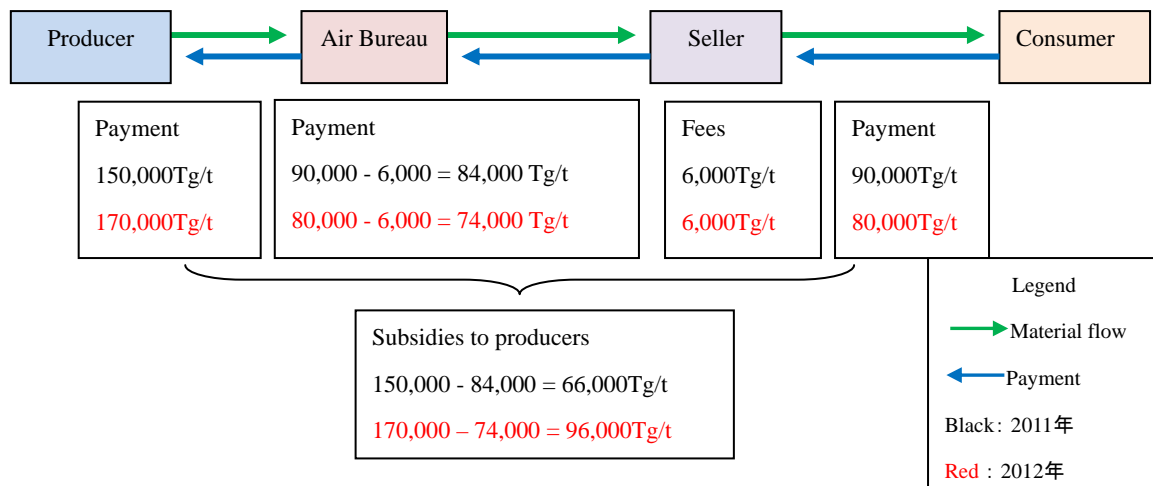 Producer
Air Bureau
Seller
Consumer
Payment
150,000Tg/t
170,000Tg/t
Payment
90,000 - 6,000 = 84,000 Tg/t
80,000 - 6,000 = 74,000 Tg/t
Fees
6,000Tg/t
6,000Tg/t
Payment
90,000Tg/t
80,000Tg/t
Subsidies to producers
150,000 - 84,000 = 66,000Tg/t
170,000 – 74,000 = 96,000Tg/t
Legend
Material flow
Payment
Black: 2011年
Red : 2012年